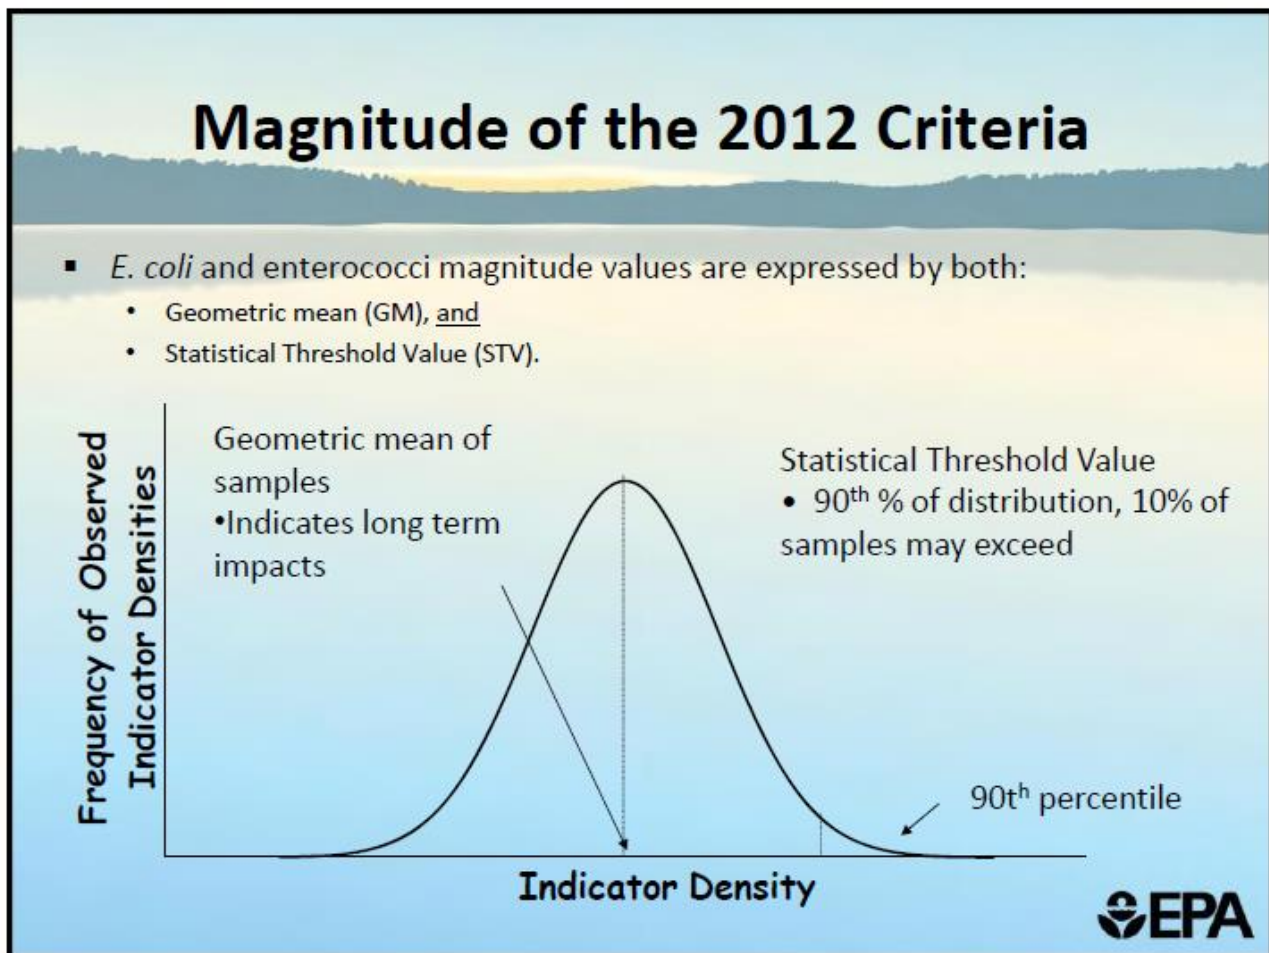 Magnitude of the 2012 Criteria
▪ E. coli and enterococci magnitude values are expressed by both:
• Geometric mean (GM), and
• Statistical Threshold Value (STV).
Frequency of Observed
Indicator Densities
Geometric mean of
samples
•Indicates long term
impacts
Statistical Threshold Value
• 90th % of distribution, 10% of
samples may exceed
90th percentile
Indicator Density
EPA